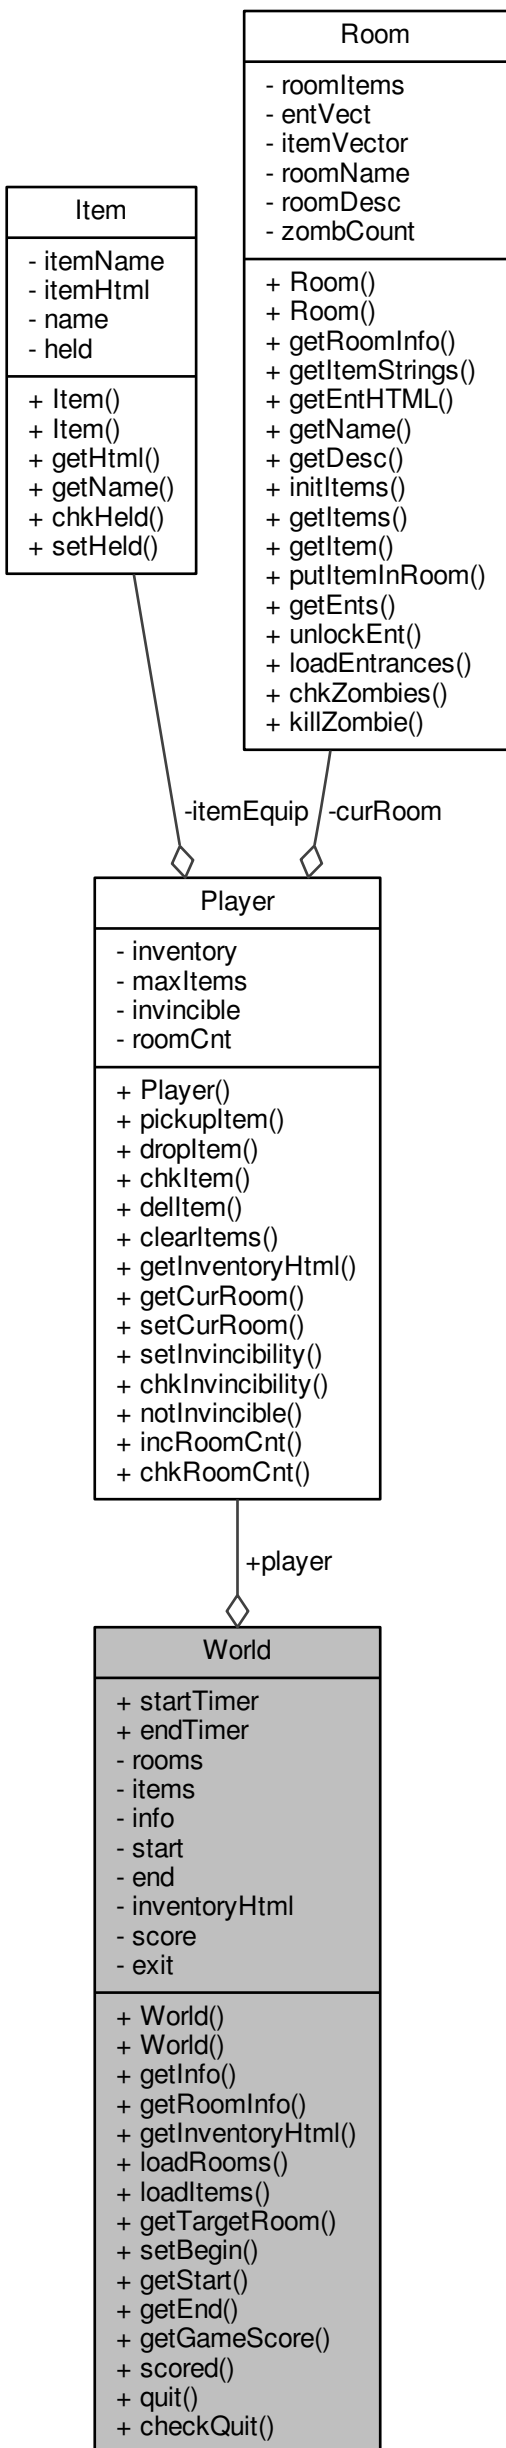 Room
- roomItems
- entVect
- itemVector
- roomName
- roomDesc
- zombCount
+ Room()
+ Room()
+ getRoomInfo()
+ getItemStrings()
+ getEntHTML()
+ getName()
+ getDesc()
+ initItems()
+ getItems()
+ getItem()
+ putItemInRoom()
+ getEnts()
+ unlockEnt()
+ loadEntrances()
+ chkZombies()
+ killZombie()
Item
- itemName
- itemHtml
- name
- held
+ Item()
+ Item()
+ getHtml()
+ getName()
+ chkHeld()
+ setHeld()
-itemEquip
-curRoom
Player
- inventory
- maxItems
- invincible
- roomCnt
+ Player()
+ pickupItem()
+ dropItem()
+ chkItem()
+ delItem()
+ clearItems()
+ getInventoryHtml()
+ getCurRoom()
+ setCurRoom()
+ setInvincibility()
+ chkInvincibility()
+ notInvincible()
+ incRoomCnt()
+ chkRoomCnt()
+player
World
+ startTimer
+ endTimer
- rooms
- items
- info
- start
- end
- inventoryHtml
- score
- exit
+ World()
+ World()
+ getInfo()
+ getRoomInfo()
+ getInventoryHtml()
+ loadRooms()
+ loadItems()
+ getTargetRoom()
+ setBegin()
+ getStart()
+ getEnd()
+ getGameScore()
+ scored()
+ quit()
+ checkQuit()